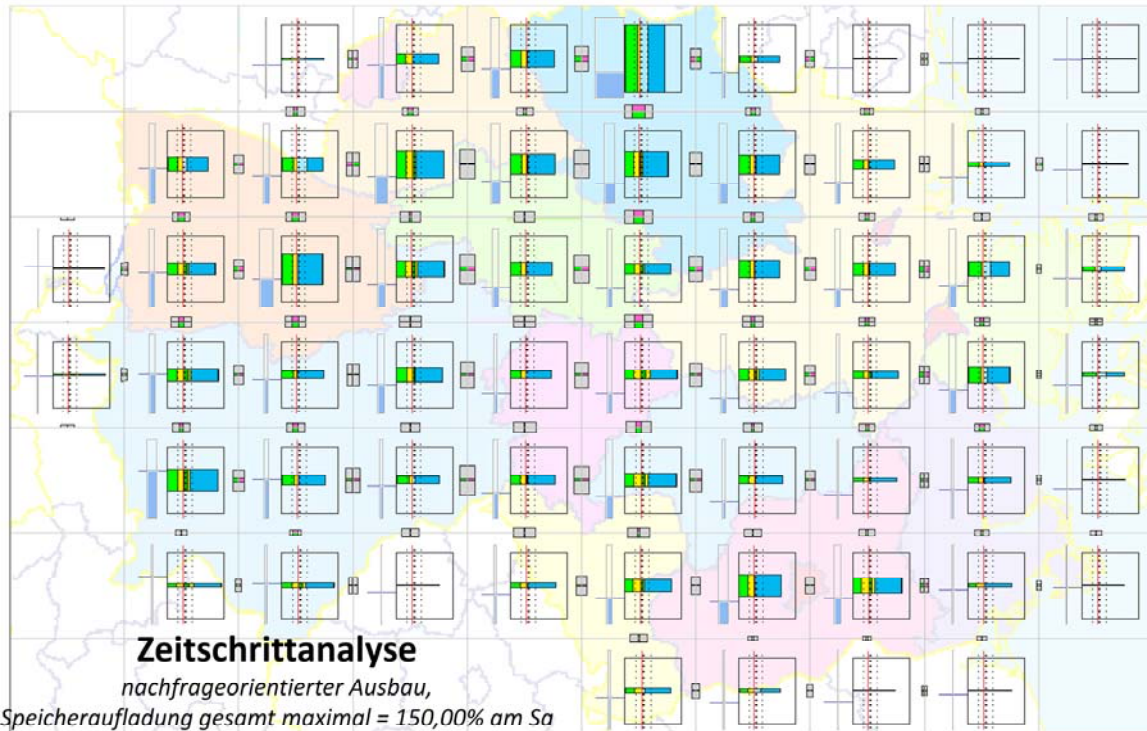 Zeitschrittanalyse
nachfrageorientierter Ausbau,
Speicheraufladung gesamt maximal = 150,00% am Sa